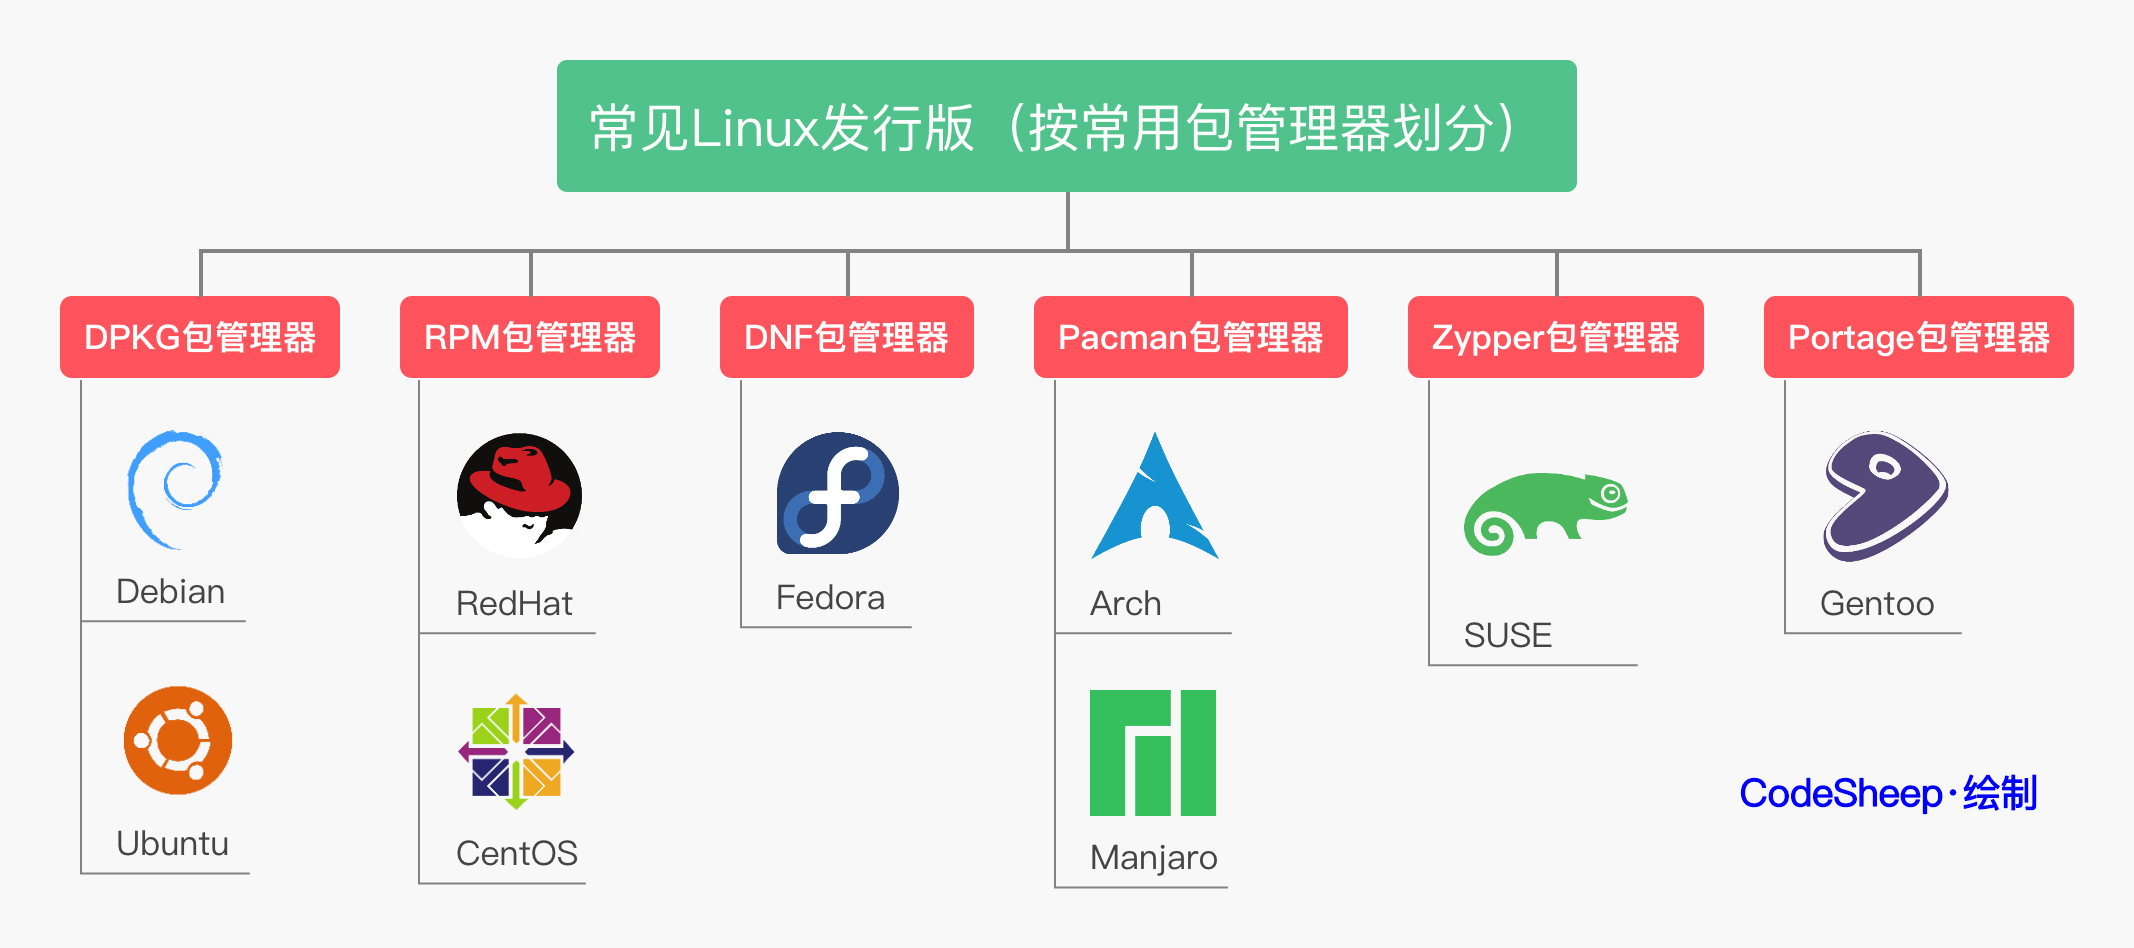 常见Linux发行版（按常用包管理器划分）
DPKG包管理器
Debian
Ubuntu
RPM包管理器
RedHat
CentOS
DNF包管理器
Fedora
Pacman包管理器
Arch
Manjaro
Zypper包管理器
SUSE
Portage包管理器
Gentoo
CodeSheep·绘制